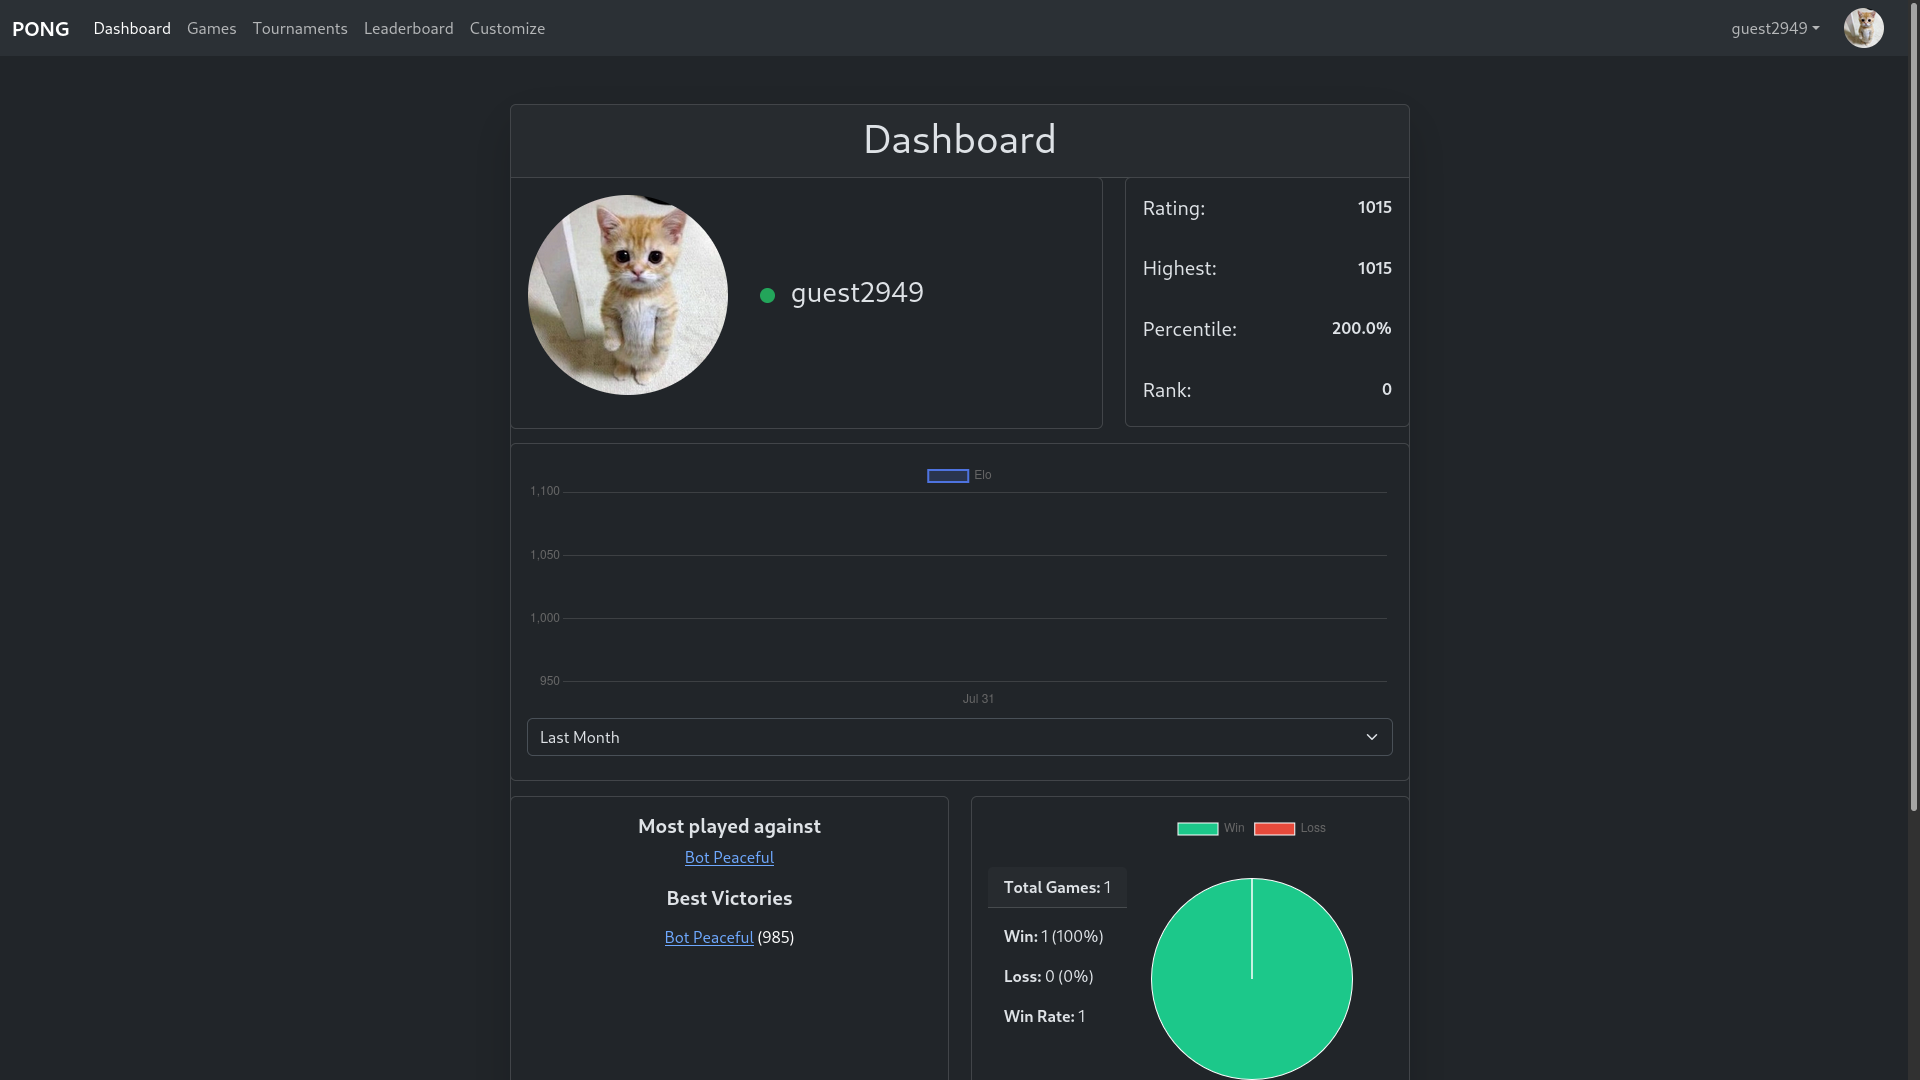 PONG Dashboard Games Tournaments Leaderboard Customize guest2949
Dashboard
guest2949
Rating: 1015
Highest: 1015
Percentile: 200.0%
Rank: 0
Elo
1,100
1,050
1,000
950
Jul 31
Last Month
Most played against
Bot Peaceful
Best Victories
Bot Peaceful (985)
Win Loss
Total Games: 1
Win: 1 (100%)
Loss: 0 (0%)
Win Rate: 1